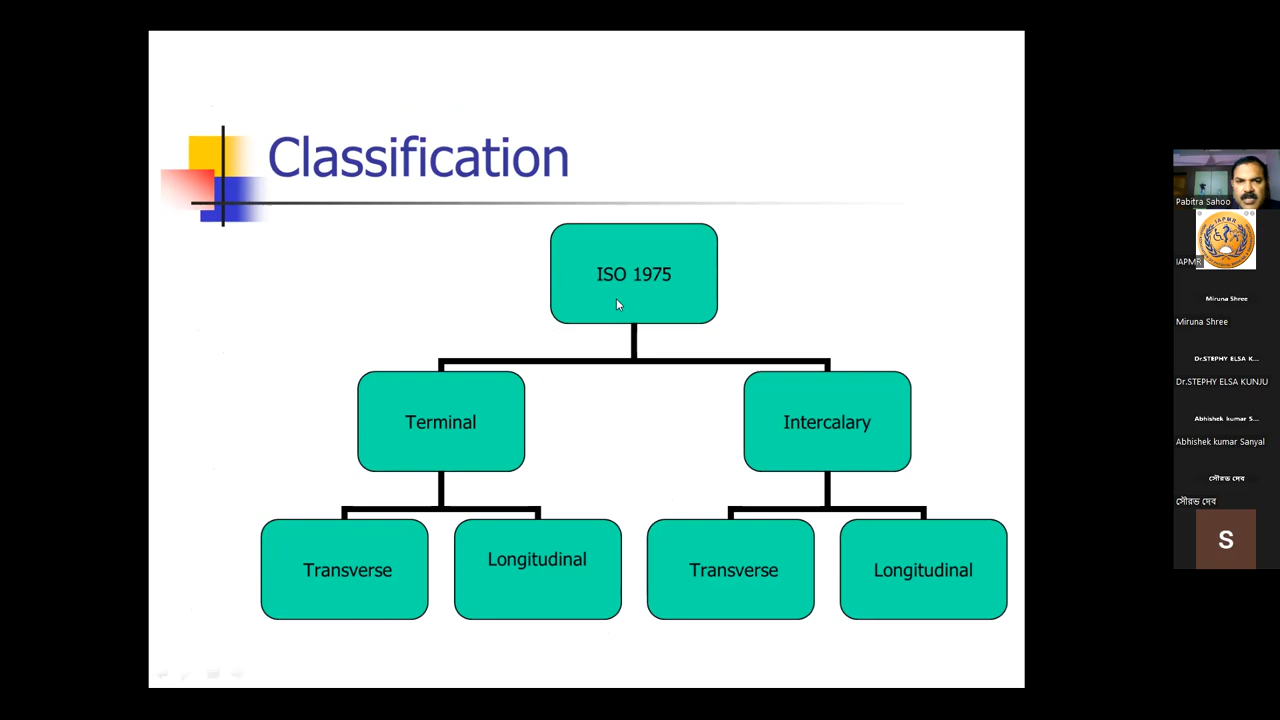 Classification
ISO 1975
Terminal
Intercalary
Transverse
Longitudinal
Transverse
Longitudinal
Pabitra Sahoo
IAPMR
IAPMR
Miruna Shree
Miruna Shree
Dr.STEPHY ELSA K...
Dr.STEPHY ELSA KUNJU
Abhishek kumar S...
Abhishek kumar Sanyal
সৌরভ দেব
সৌরভ দেব
S